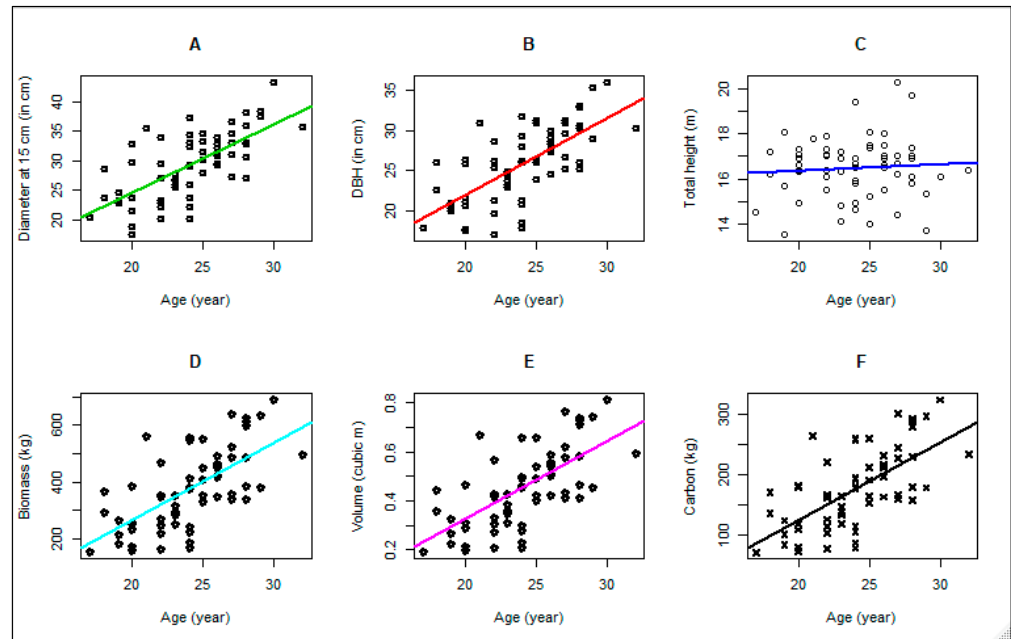 A
B
C
Diameter at 15 cm (in cm)
20 25 30 35 40
20 25 30
Age (year)
DBH (in cm)
20 25 30 35
20 25 30
Age (year)
Total height (m)
14 16 18 20
20 25 30
Age (year)
D
E
F
Biomass (kg)
200 400 600
20 25 30
Age (year)
Volume (cubic m)
0.2 0.4 0.6 0.8
20 25 30
Age (year)
Carbon (kg)
100 200 300
20 25 30
Age (year)